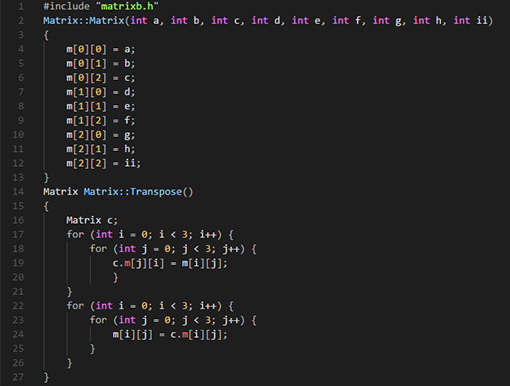 1 #include "matrixb.h"
2 Matrix::Matrix(int a, int b, int c, int d, int e, int f, int g, int h, int ii)
3 {
4     m[0][0] = a;
5     m[0][1] = b;
6     m[0][2] = c;
7     m[1][0] = d;
8     m[1][1] = e;
9     m[1][2] = f;
10     m[2][0] = g;
11     m[2][1] = h;
12     m[2][2] = ii;
13 }
14 Matrix Matrix::Transpose()
15 {
16     Matrix c;
17     for (int i = 0; i < 3; i++) {
18         for (int j = 0; j < 3; j++) {
19             c.m[j][i] = m[i][j];
20             }
21     }
22     for (int i = 0; i < 3; i++) {
23         for (int j = 0; j < 3; j++) {
24             m[i][j] = c.m[i][j];
25         }
26     }
27 }